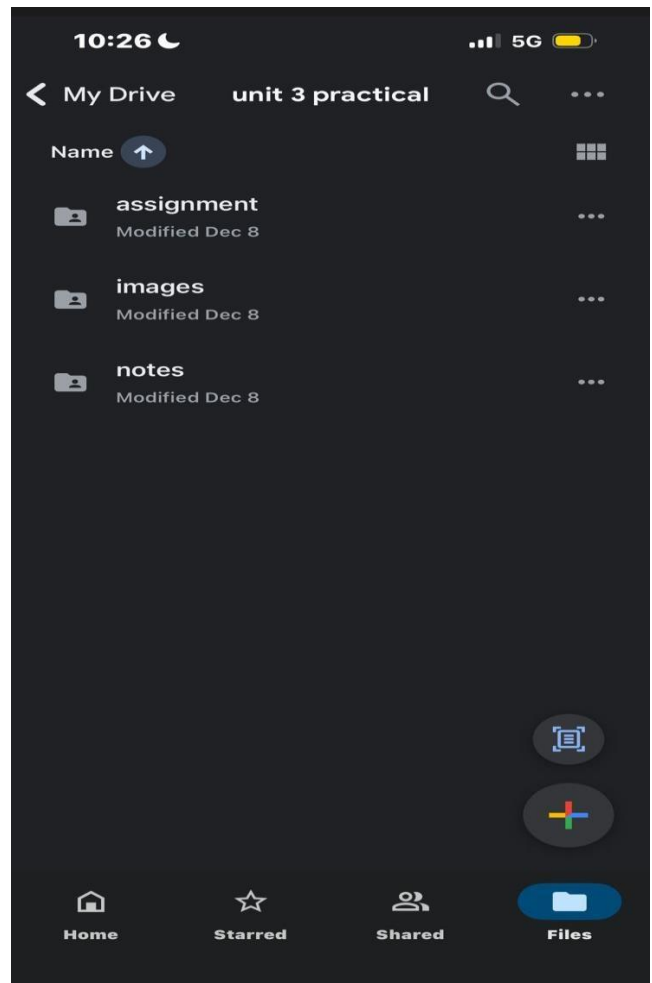 10:26 5G
My Drive unit 3 practical
Name
assignment
Modified Dec 8
images
Modified Dec 8
notes
Modified Dec 8
Home Starred Shared Files